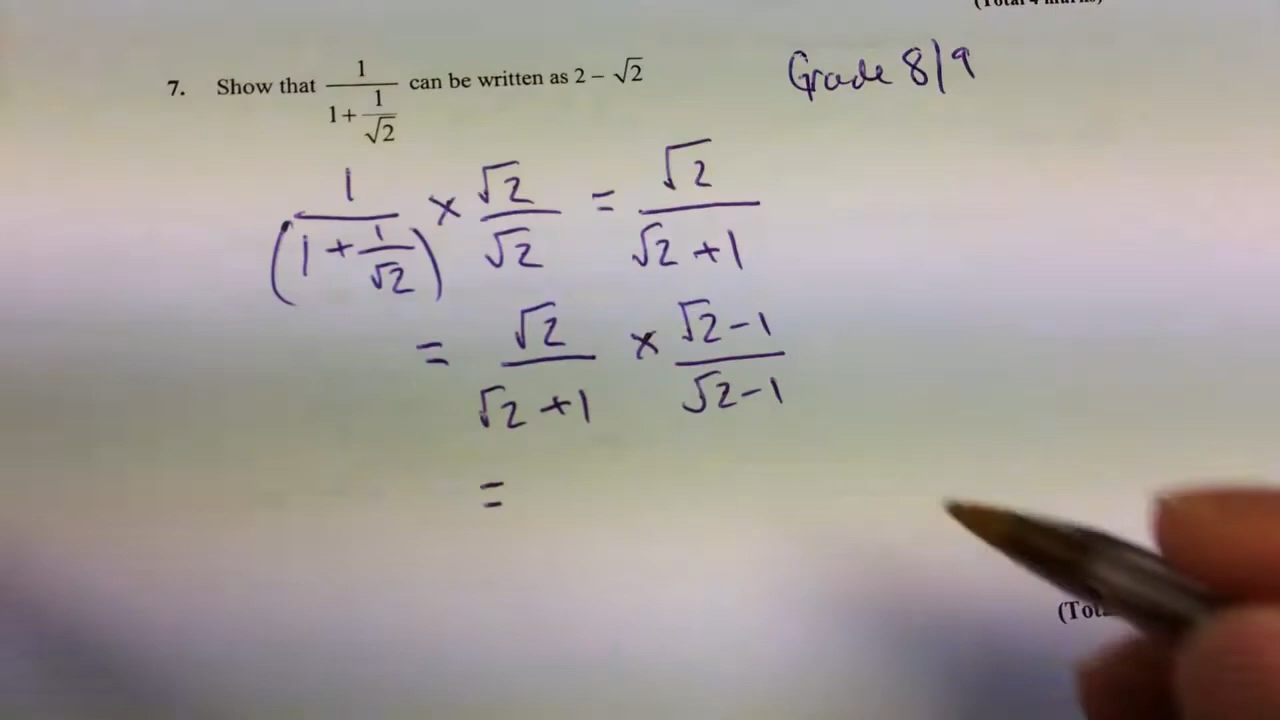 7. Show that 1/(1+1/√2) can be written as 2 – √2
Grade 8/9
1/(1+1/√2) × √2/√2 = √2/(√2+1)
= √2/(√2+1) × (√2-1)/(√2-1)
=